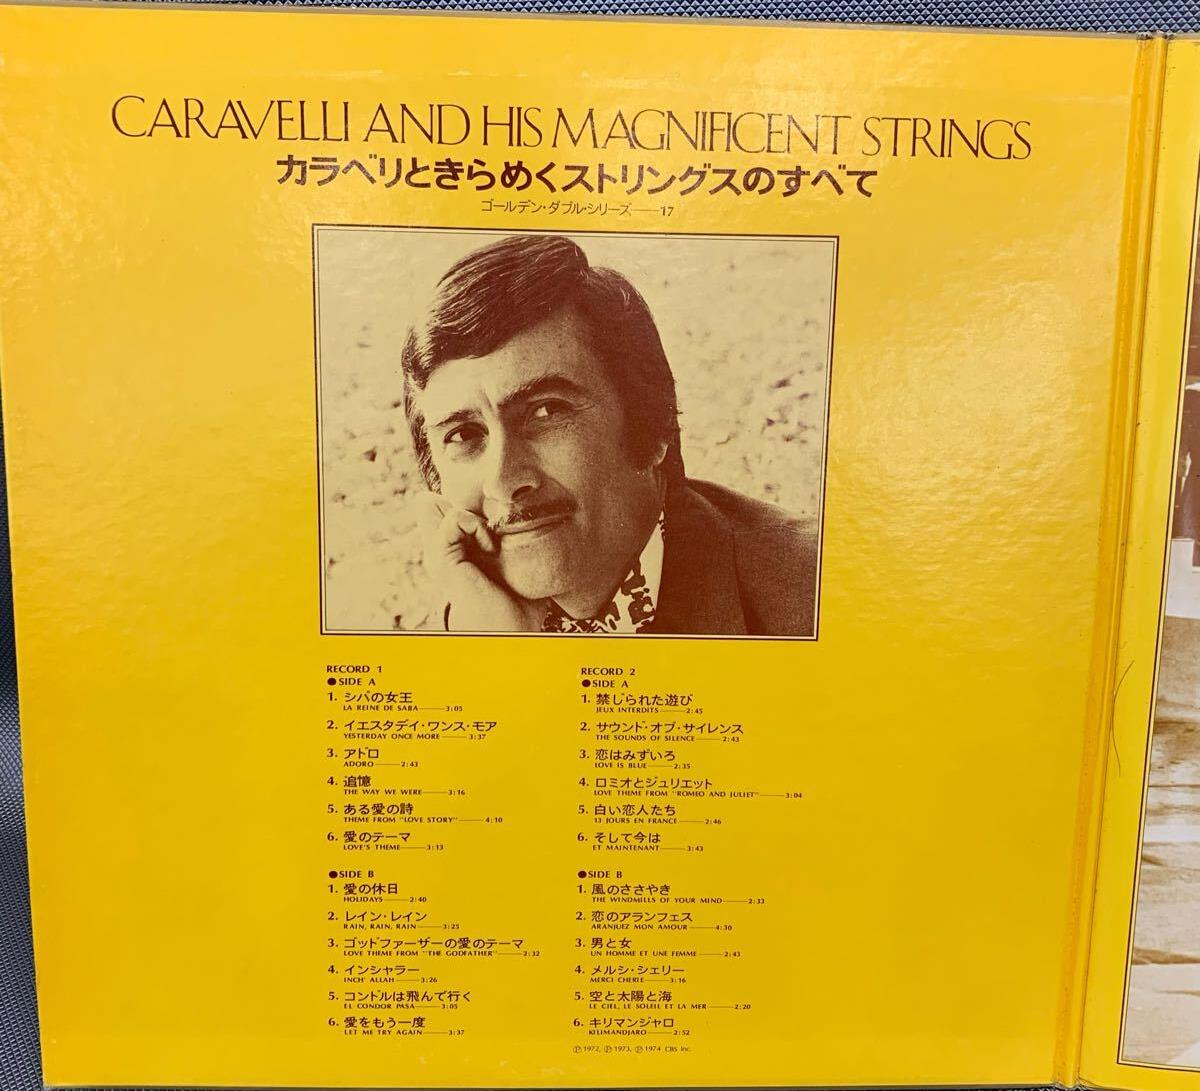 CARAVELLI AND HIS MAGNIFICENT STRINGS
カラベリときらめくストリングスのすべて
ゴールデン・ダブル・シリーズ——17
RECORD 1
●SIDE A
1. シバの女王
LA REINE DE SABA——3:05
2. イエスタデイ・ワンス・モア
YESTERDAY ONCE MORE——3:37
3. アドロ
ADORO——2:43
4. 追憶
THE WAY WE WERE——3:16
5. ある愛の詩
THEME FROM "LOVE STORY"——4:10
6. 愛のテーマ
LOVE'S THEME——3:13
●SIDE B
1. 愛の休日
HOLIDAYS——2:40
2. レイン・レイン
RAIN, RAIN, RAIN——3:25
3. ゴッドファーザーの愛のテーマ
LOVE THEME FROM "THE GODFATHER"——2:32
4. インシャラー
INCH' ALLAH——3:26
5. コンドルは飛んで行く
EL CONDOR PASA——3:05
6. 愛をもう一度
LET ME TRY AGAIN——3:37
RECORD 2
●SIDE A
1. 禁じられた遊び
JEUX INTERDITS——2:45
2. サウンド・オブ・サイレンス
THE SOUNDS OF SILENCE——2:43
3. 恋はみずいろ
LOVE IS BLUE——2:35
4. ロミオとジュリエット
LOVE THEME FROM "ROMEO AND JULIET"——3:04
5. 白い恋人たち
13 JOURS EN FRANCE——2:46
6. そして今は
ET MAINTENANT——3:43
●SIDE B
1. 風のささやき
THE WINDMILLS OF YOUR MIND——2:33
2. 恋のアランフェス
ARANJUEZ MON AMOUR——4:30
3. 男と女
UN HOMME ET UNE FEMME——2:43
4. メルシ・シェリー
MERCI CHERIE——3:16
5. 空と太陽と海
LE CIEL, LE SOLEIL ET LA MER——2:20
6. キリマンジャロ
KILIMANDJARO——2:52
Ⓟ1972, Ⓟ1973, Ⓟ1974 CBS Inc.